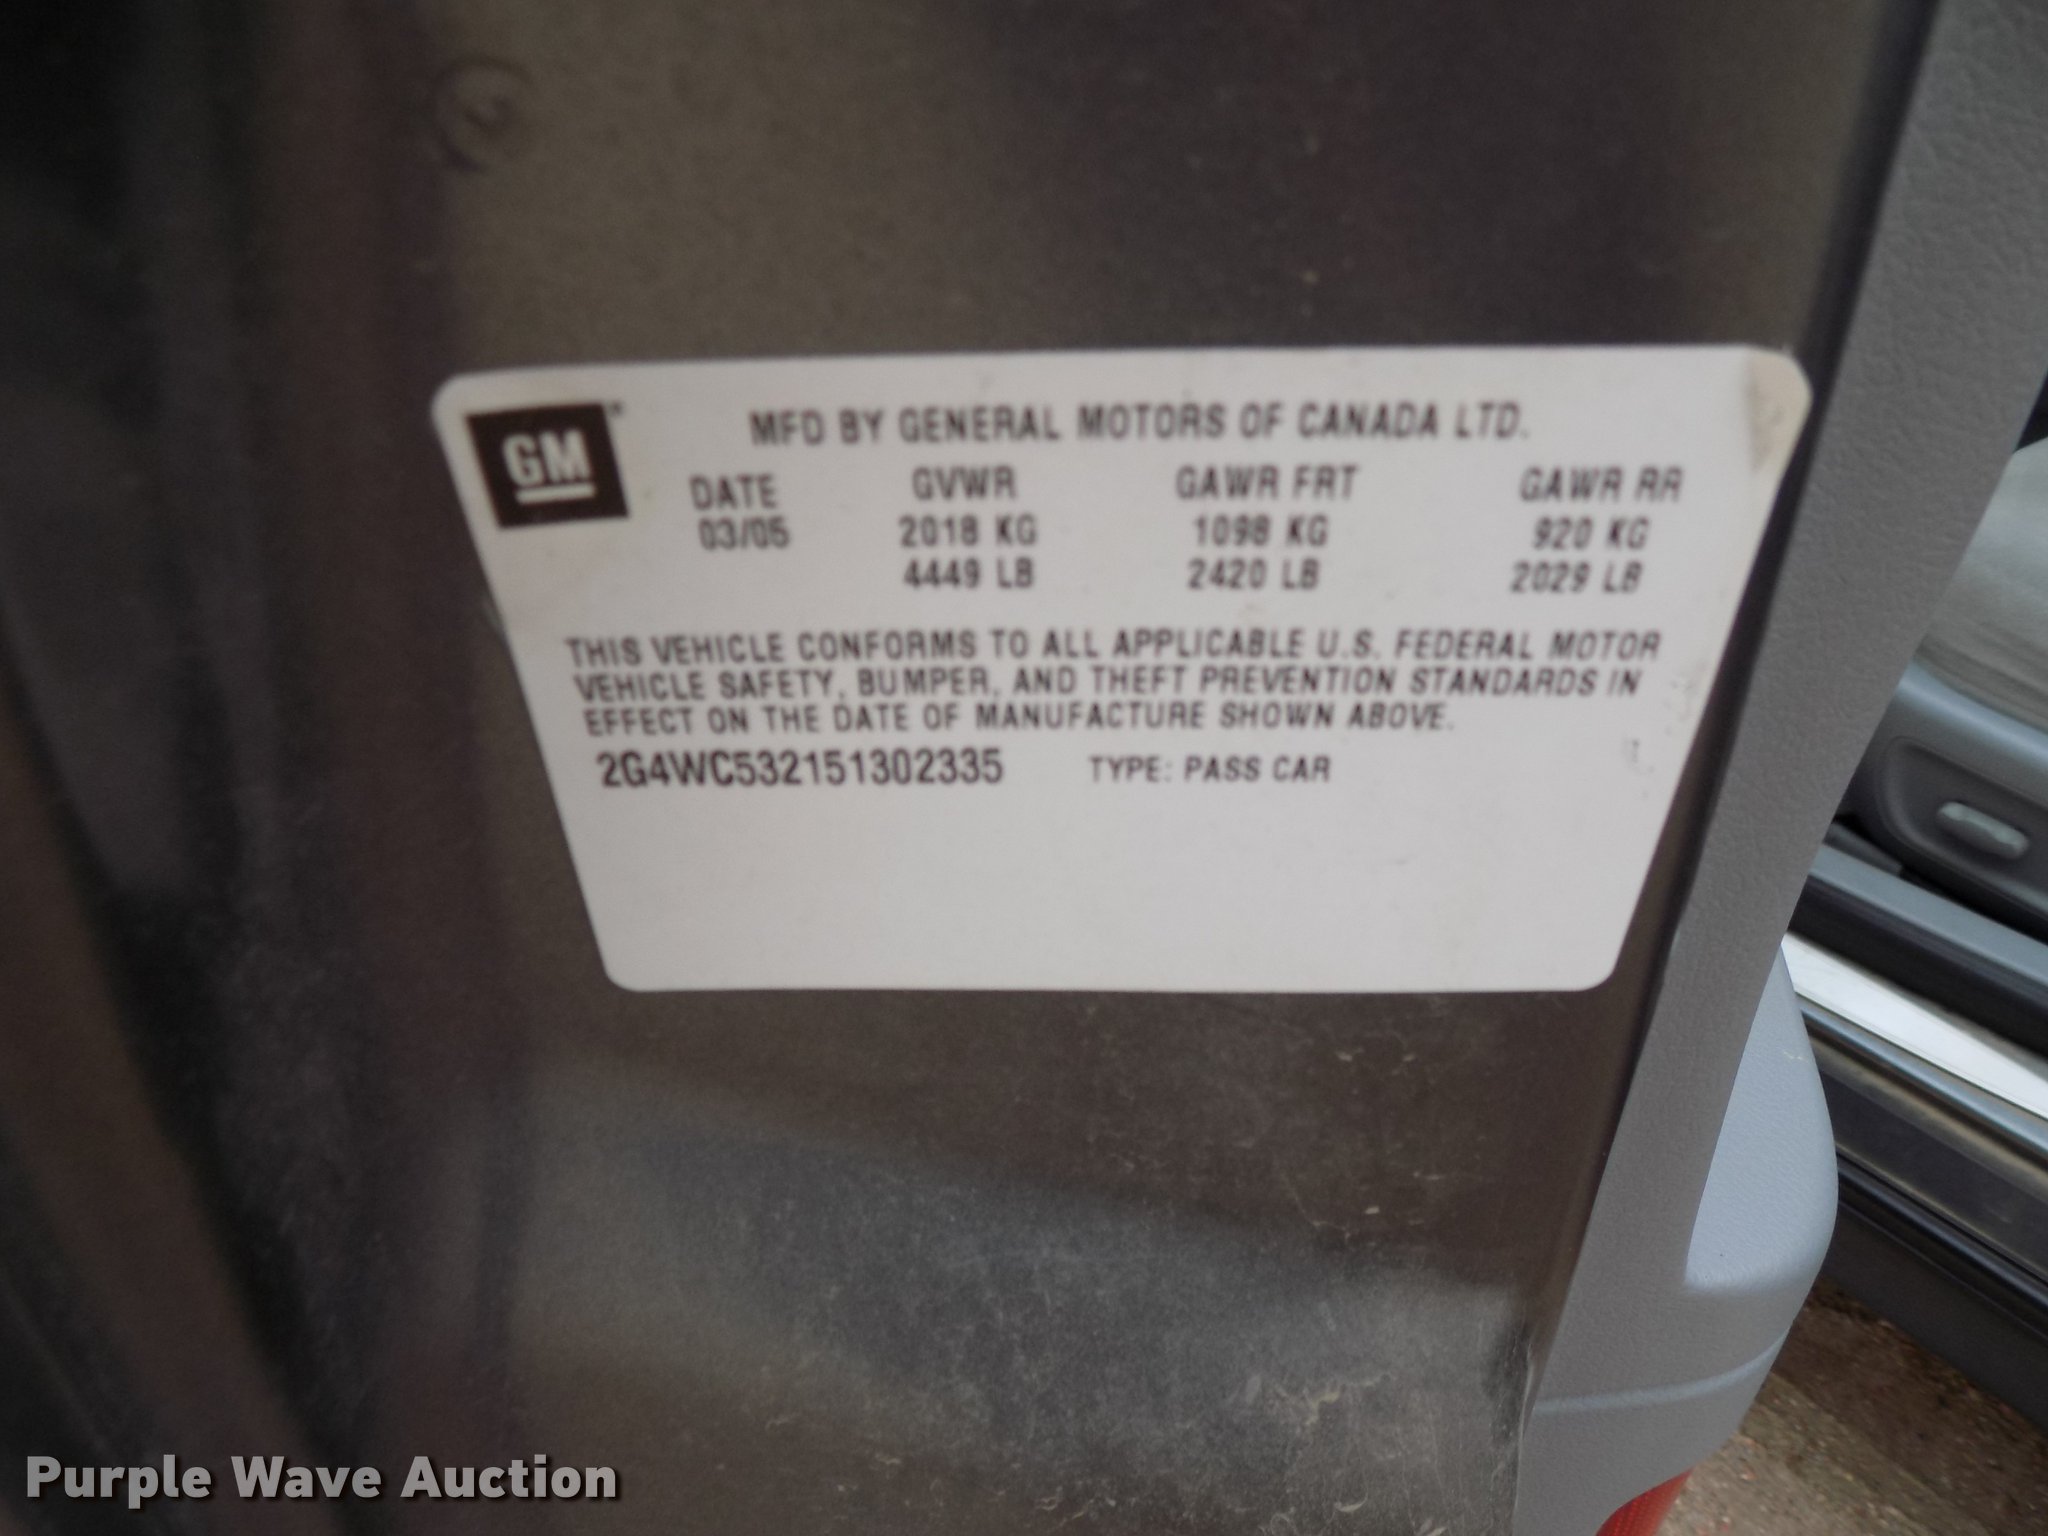 GM
MFD BY GENERAL MOTORS OF CANADA LTD.
DATE GVWR GAWR FRT GAWR RR
03/05 2018 KG 1098 KG 920 KG
4449 LB 2420 LB 2029 LB
THIS VEHICLE CONFORMS TO ALL APPLICABLE U.S. FEDERAL MOTOR
VEHICLE SAFETY, BUMPER, AND THEFT PREVENTION STANDARDS IN
EFFECT ON THE DATE OF MANUFACTURE SHOWN ABOVE.
2G4WC532151302335 TYPE: PASS CAR
Purple Wave Auction